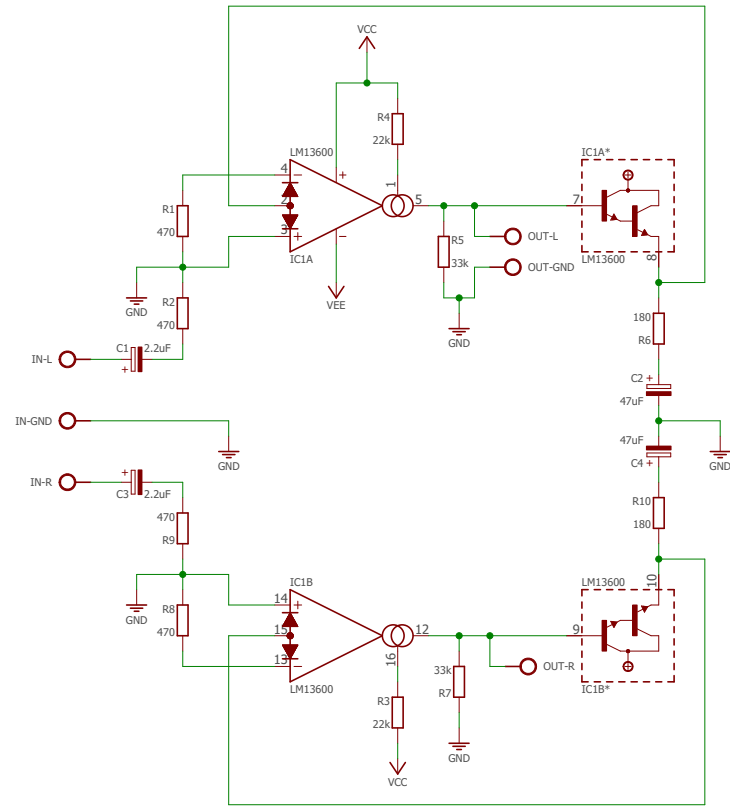 VCC
R4
22k
LM13600
4
2
3
1
5
IC1A
VEE
R1
470
GND
R2
470
IN-L
C1
2.2uF
+
R5
33k
OUT-L
OUT-GND
GND
IC1A*
7
8
LM13600
180
R6
C2
+
47uF
IN-GND
GND
47uF
C4
+
GND
IN-R
+
C3
2.2uF
470
R9
GND
R8
470
R10
180
IC1B
14
15
13
12
16
LM13600
R3
22k
VCC
33k
R7
GND
OUT-R
LM13600
10
9
IC1B*